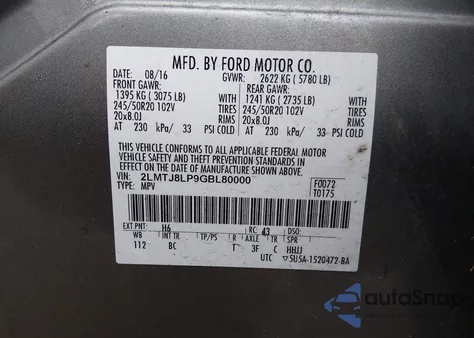 MFD. BY FORD MOTOR CO.
DATE: 08/16 GVWR: 2622 KG ( 5780 LB)
FRONT GAWR: REAR GAWR:
1395 KG ( 3075 LB) WITH 1241 KG ( 2735 LB) WITH
245/50R20 102V TIRES 245/50R20 102V TIRES
20x8.0J RIMS 20x8.0J RIMS
AT 230 kPa/ 33 PSI COLD AT 230 kPa/ 33 PSI COLD
THIS VEHICLE CONFORMS TO ALL APPLICABLE FEDERAL MOTOR
VEHICLE SAFETY AND THEFT PREVENTION STANDARDS IN
EFFECT ON THE DATE OF MANUFACTURE SHOWN ABOVE.
VIN: 2LMTJ8LP9GBL80000 F0072
TYPE: MPV T0175
EXT PNT: H6 RC: 43 DSO:
WB INT TR TP/PS R AXLE TR SPR
112 BC T 3F C HHJJ
UTC 5U5A-1520472-BA
autoSnap